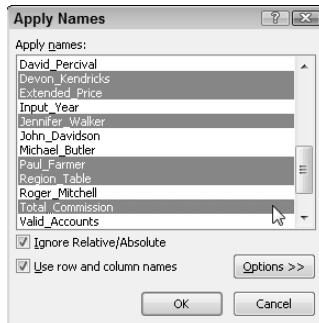 Apply Names
Apply names:
David_Percival
Devon_Kendricks
Extended_Price
Input_Year
Jennifer_Walker
John_Davidson
Michael_Butler
Paul_Farmer
Region_Table
Roger_Mitchell
Total_Commission
Valid_Accounts
Ignore Relative/Absolute
Use row and column names
Options >>
OK
Cancel